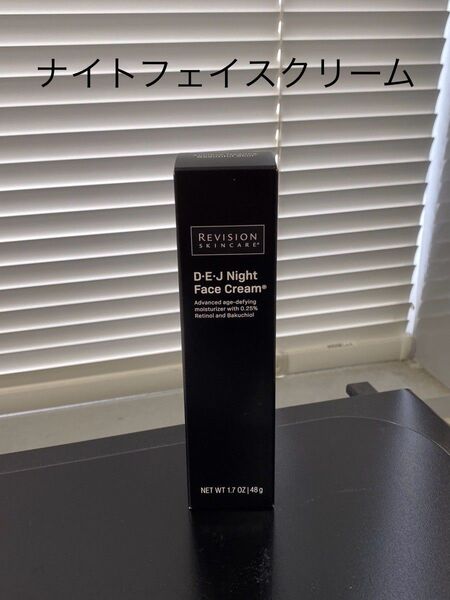 ナイトフェイスクリーム
REVISION
SKINCARE®
D·E·J Night
Face Cream®
Advanced age-defying
moisturizer with 0.25%
Retinol and Bakuchiol
NET WT 1.7 OZ | 48 g